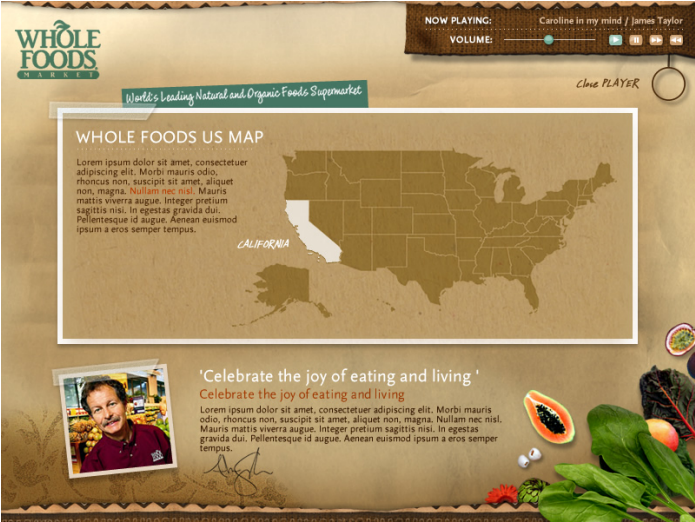 WHOLE
FOODS
MARKET
NOW PLAYING: Caroline in my mind / James Taylor
VOLUME:
Close PLAYER
World's Leading Natural and Organic Foods Supermarket
WHOLE FOODS US MAP
Lorem ipsum dolor sit amet, consectetuer
adipiscing elit. Morbi mauris odio,
rhoncus non, suscipit sit amet, aliquet
non, magna. Nullam nec nisl. Mauris
mattis viverra augue. Integer pretium
sagittis nisi. In egestas gravida dui.
Pellentesque id augue. Aenean euismod
ipsum a eros semper tempus.
CALIFORNIA
'Celebrate the joy of eating and living '
Celebrate the joy of eating and living
Lorem ipsum dolor sit amet, consectetuer adipiscing elit. Morbi mauris
odio, rhoncus non, suscipit sit amet, aliquet non, magna. Nullam nec nisl.
Mauris mattis viverra augue. Integer pretium sagittis nisi. In egestas
gravida dui. Pellentesque id augue. Aenean euismod ipsum a eros semper
tempus.